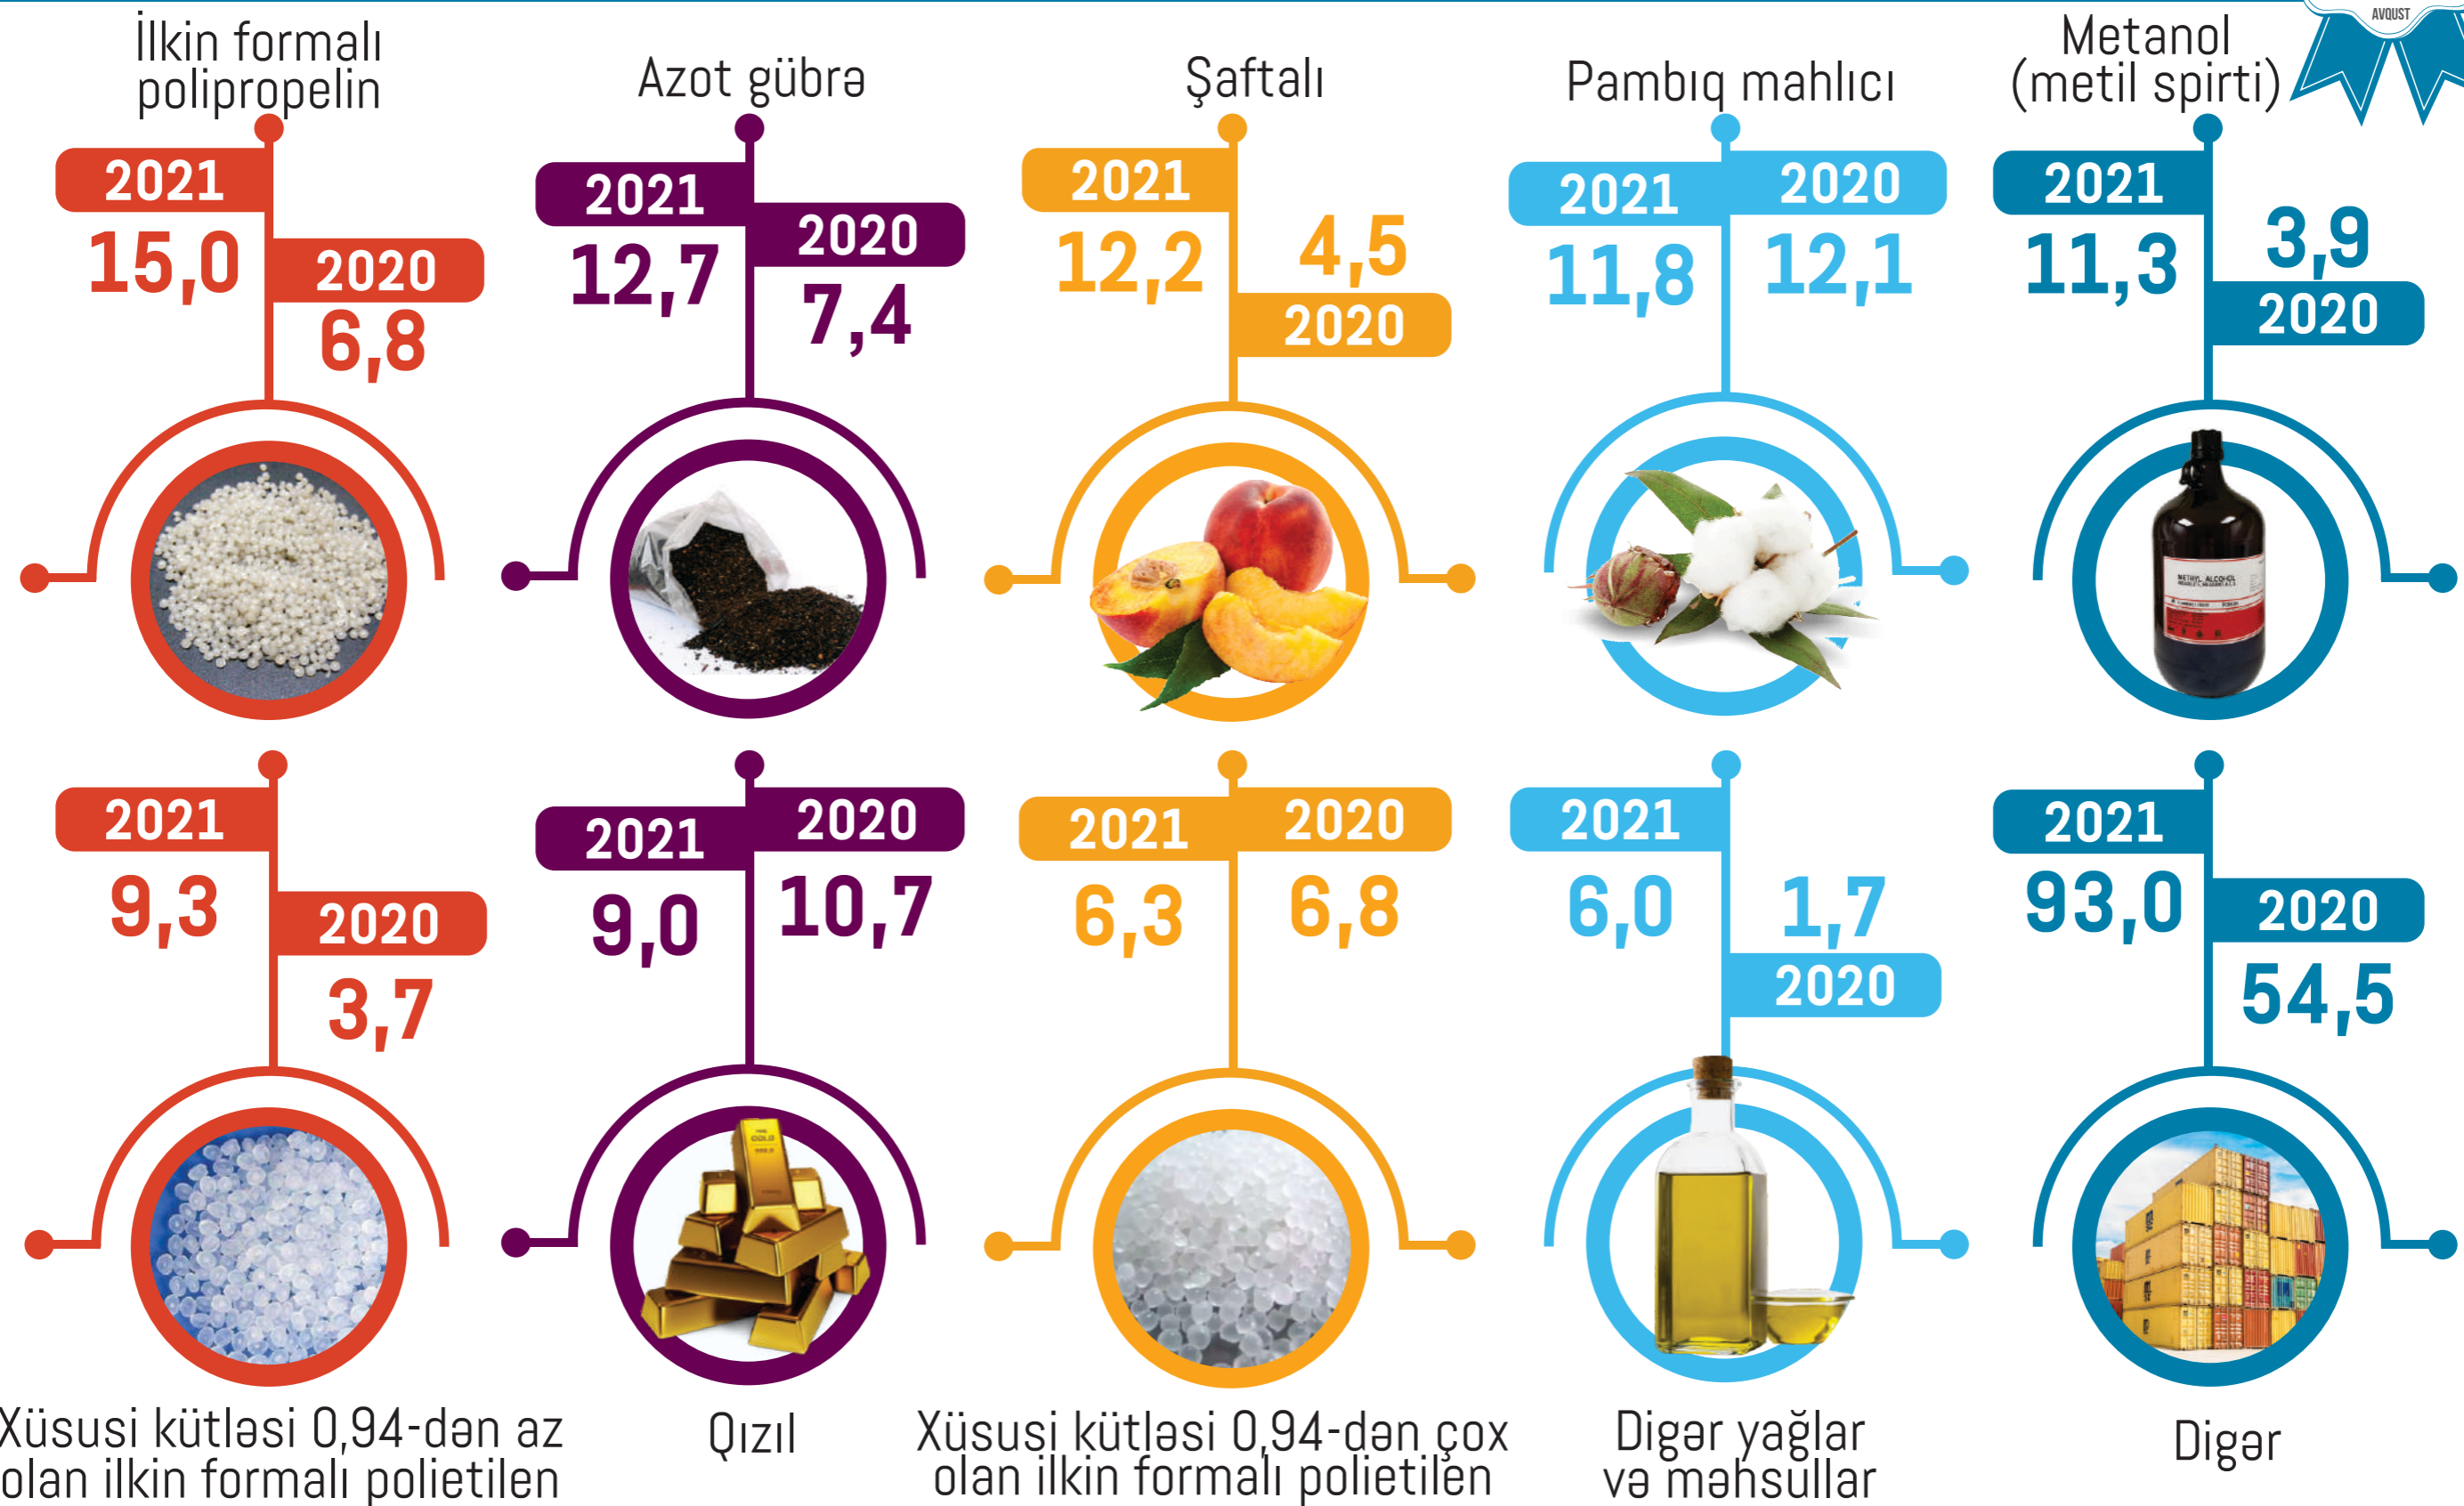 AVQUST
İlkin formalı
polipropelin
2021
15,0
2020
6,8
Azot gübrə
2021
12,7
2020
7,4
Şaftalı
2021
12,2
4,5
2020
Pambıq mahlıcı
2021
11,8
2020
12,1
Metanol
(metil spirti)
2021
11,3
3,9
2020
METHYL ALCOHOL
2021
9,3
2020
3,7
Xüsusi kütləsi 0,94-dən az
olan ilkin formalı polietilen
2021
9,0
2020
10,7
GOLD
999.9
Qızıl
2021
6,3
2020
6,8
Xüsusi kütləsi 0,94-dən çox
olan ilkin formalı polietilen
2021
6,0
1,7
2020
Digər yağlar
və məhsullar
2021
93,0
2020
54,5
Digər